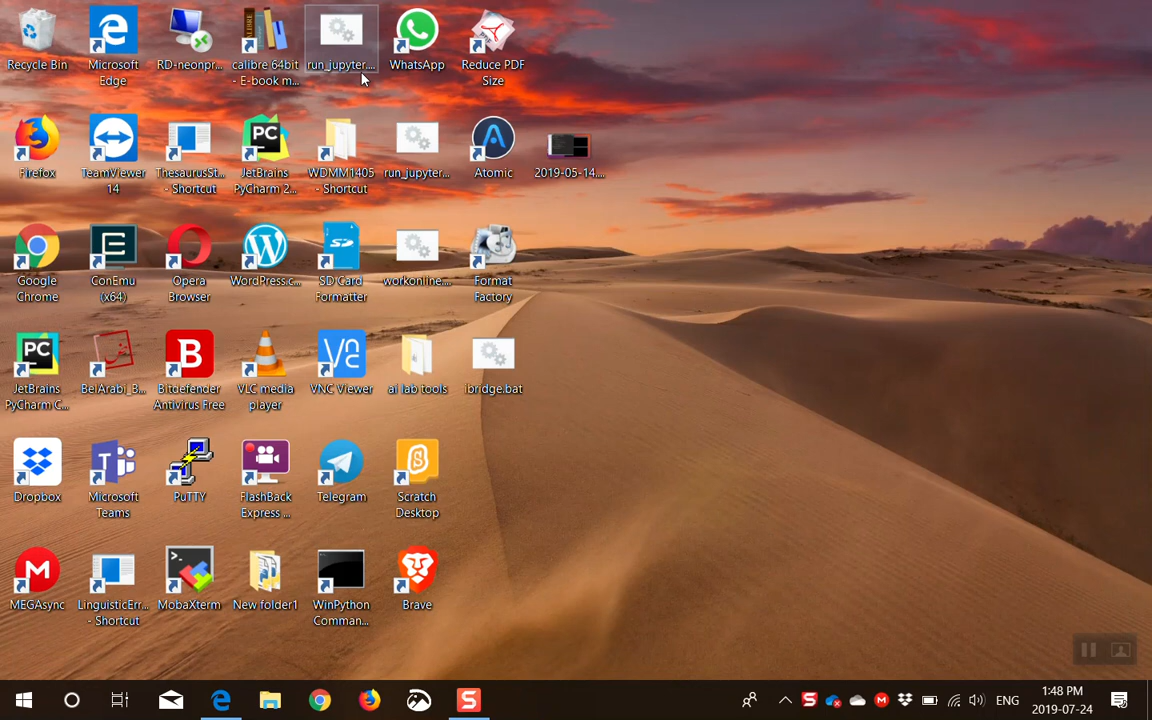 Recycle Bin
Microsoft
Edge
RD-neonpr...
calibre 64bit
- E-book m...
run_jupyter....
WhatsApp
Reduce PDF
Size
Firefox
TeamViewer
14
ThesaurusSt...
- Shortcut
JetBrains
PyCharm 2...
WDMM1405
- Shortcut
run_jupyter...
Atomic
2019-05-14....
Google
Chrome
ConEmu
(x64)
Opera
Browser
WordPress.c...
SD Card
Formatter
workonline....
Format
Factory
JetBrains
PyCharm C...
BelArabi_B...
Bitdefender
Antivirus Free
VLC media
player
VNC Viewer
ai lab tools
ibridge.bat
Dropbox
Microsoft
Teams
PuTTY
FlashBack
Express ...
Telegram
Scratch
Desktop
MEGAsync
LinguisticErr...
- Shortcut
MobaXterm
New folder1
WinPython
Comman...
Brave
ENG
1:48 PM
2019-07-24